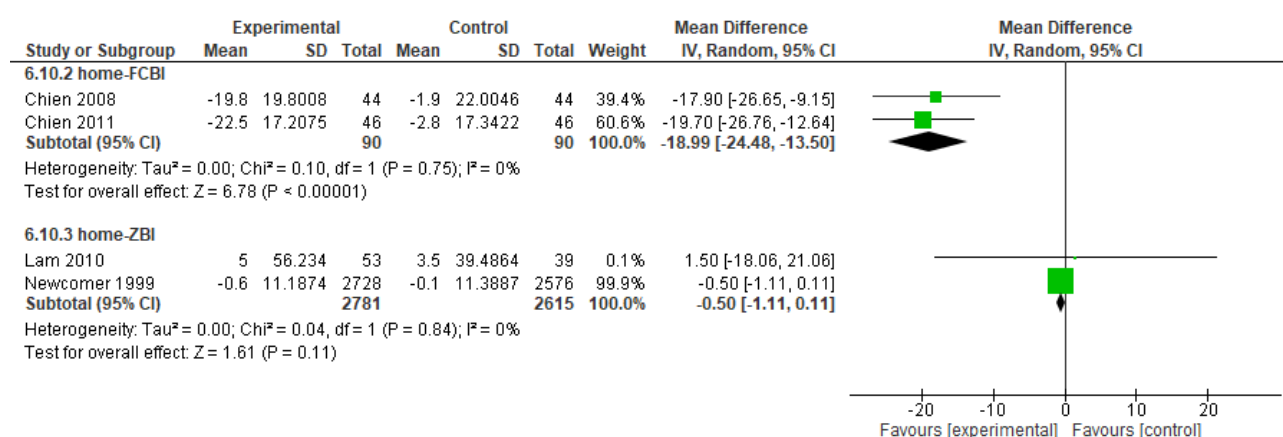 Experimental Control Mean Difference Mean Difference
Study or Subgroup Mean SD Total Mean SD Total Weight IV, Random, 95% CI IV, Random, 95% CI
6.10.2 home-FCBI
Chien 2008 -19.8 19.8008 44 -1.9 22.0046 44 39.4% -17.90 [-26.65, -9.15]
Chien 2011 -22.5 17.2075 46 -2.8 17.3422 46 60.6% -19.70 [-26.76, -12.64]
Subtotal (95% CI) 90 90 100.0% -18.99 [-24.48, -13.50]
Heterogeneity: Tau² = 0.00; Chi² = 0.10, df = 1 (P = 0.75); I² = 0%
Test for overall effect: Z = 6.78 (P < 0.00001)
6.10.3 home-ZBI
Lam 2010 5 56.234 53 3.5 39.4864 39 0.1% 1.50 [-18.06, 21.06]
Newcomer 1999 -0.6 11.1874 2728 -0.1 11.3887 2576 99.9% -0.50 [-1.11, 0.11]
Subtotal (95% CI) 2781 2615 100.0% -0.50 [-1.11, 0.11]
Heterogeneity: Tau² = 0.00; Chi² = 0.04, df = 1 (P = 0.84); I² = 0%
Test for overall effect: Z = 1.61 (P = 0.11)
-20 -10 0 10 20
Favours [experimental] Favours [control]